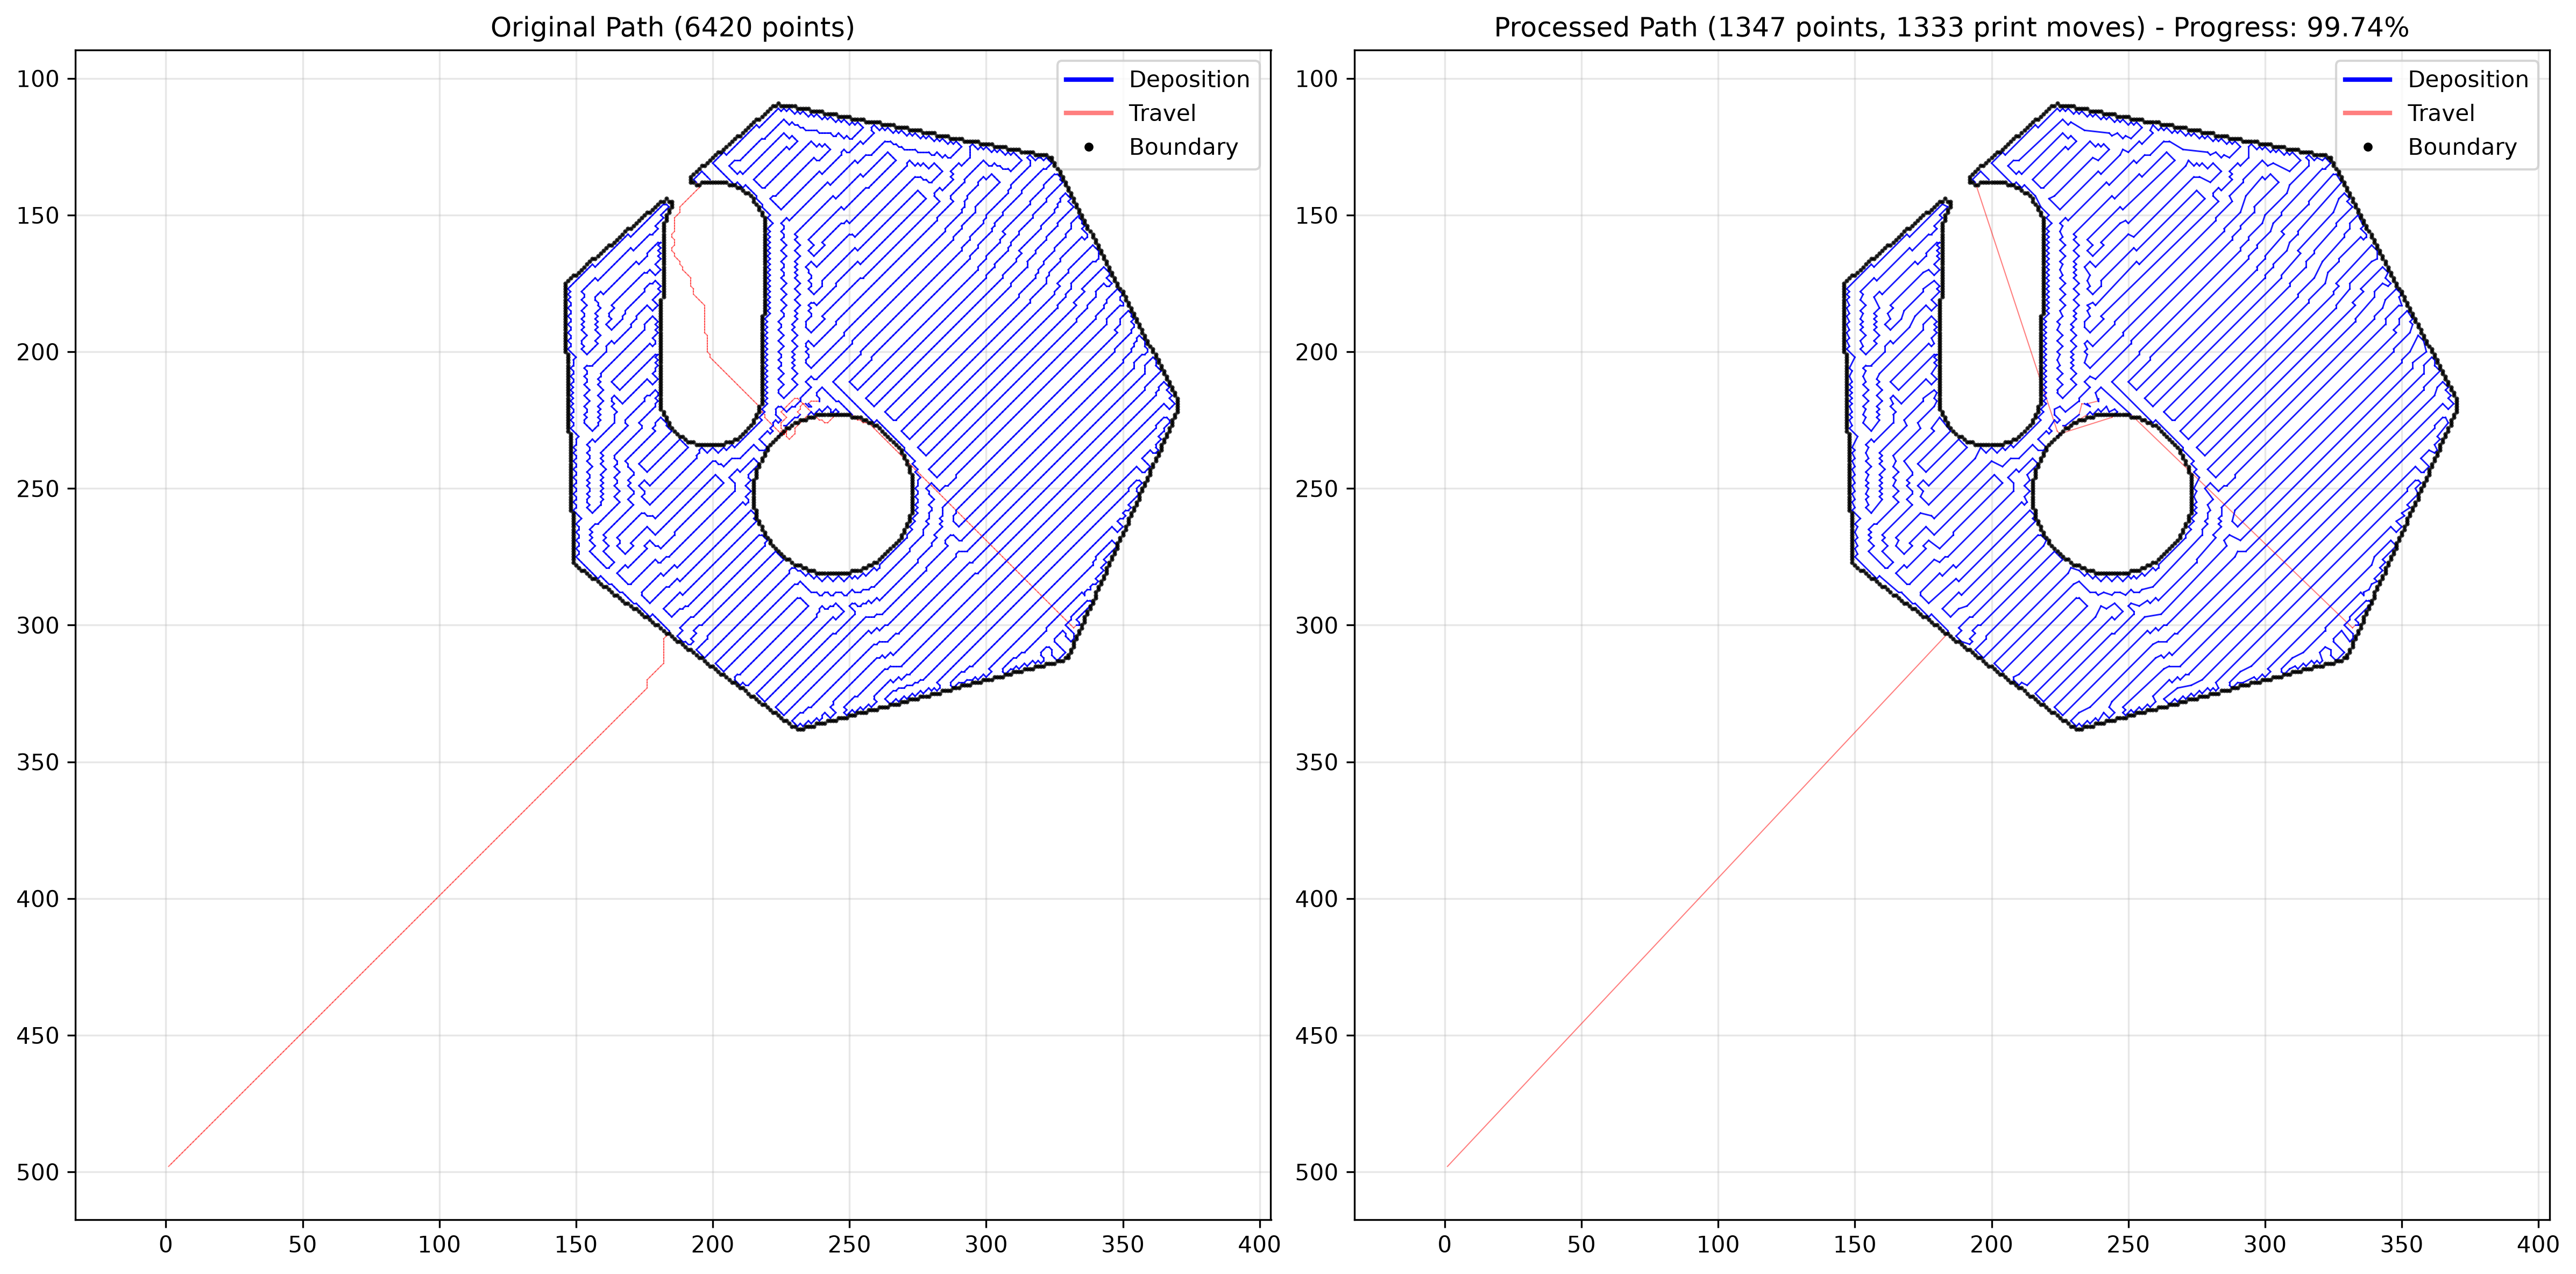 Original Path (6420 points)
Deposition
Travel
Boundary
100
150
200
250
300
350
400
450
500
0 50 100 150 200 250 300 350 400
Processed Path (1347 points, 1333 print moves) - Progress: 99.74%
Deposition
Travel
Boundary
100
150
200
250
300
350
400
450
500
0 50 100 150 200 250 300 350 400